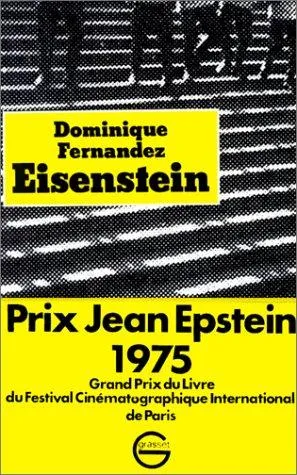 Dominique
Fernandez
Eisenstein
Prix Jean Epstein
1975
Grand Prix du Livre
du Festival Cinématographique International
de Paris
grasset